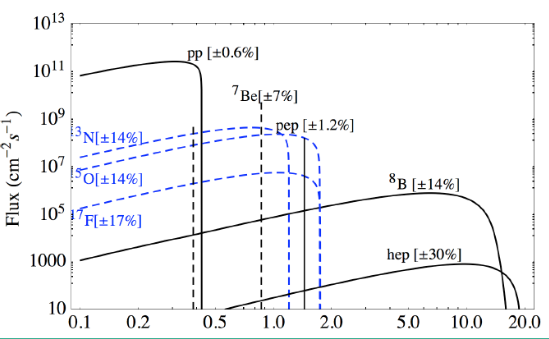 10^13
pp [±0.6%]
10^11
^7Be[±7%]
10^9
pep [±1.2%]
^3N[±14%]
10^7
^5O[±14%]
^8B [±14%]
^17F[±17%]
10^5
hep [±30%]
1000
10
Flux (cm^-2 s^-1)
0.1 0.2 0.5 1.0 2.0 5.0 10.0 20.0